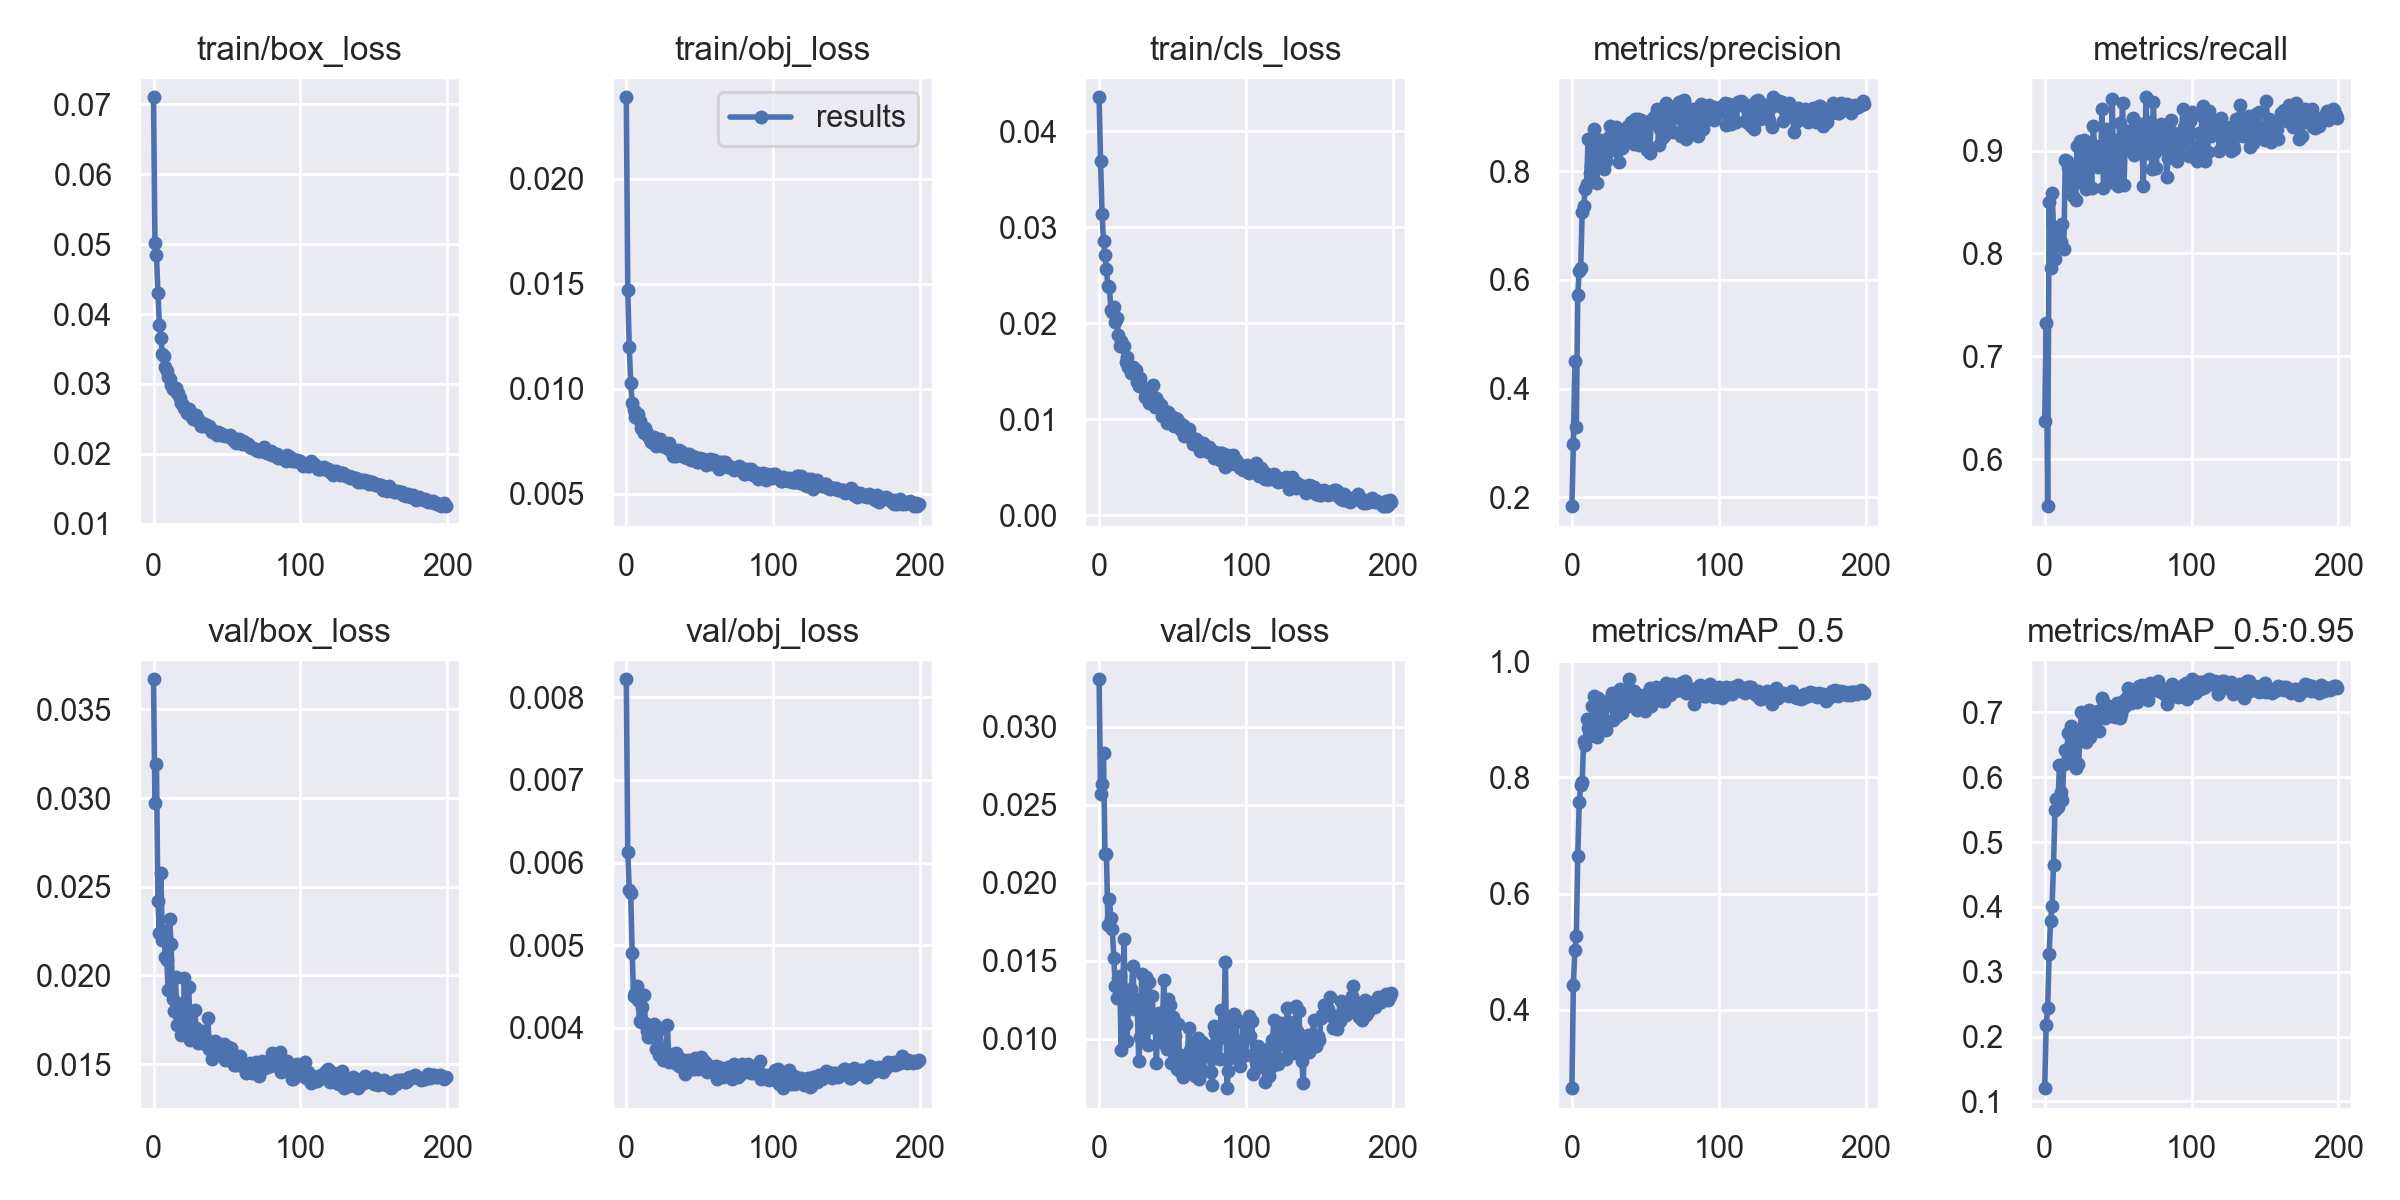 train/box_loss
train/obj_loss
train/cls_loss
metrics/precision
metrics/recall
0.07
0.06
0.05
0.04
0.03
0.02
0.01
0 100 200
results
0.020
0.015
0.010
0.005
0 100 200
0.04
0.03
0.02
0.01
0.00
0 100 200
0.8
0.6
0.4
0.2
0 100 200
0.9
0.8
0.7
0.6
0 100 200
val/box_loss
val/obj_loss
val/cls_loss
metrics/mAP_0.5
metrics/mAP_0.5:0.95
0.035
0.030
0.025
0.020
0.015
0 100 200
0.008
0.007
0.006
0.005
0.004
0 100 200
0.030
0.025
0.020
0.015
0.010
0 100 200
1.0
0.8
0.6
0.4
0 100 200
0.7
0.6
0.5
0.4
0.3
0.2
0.1
0 100 200